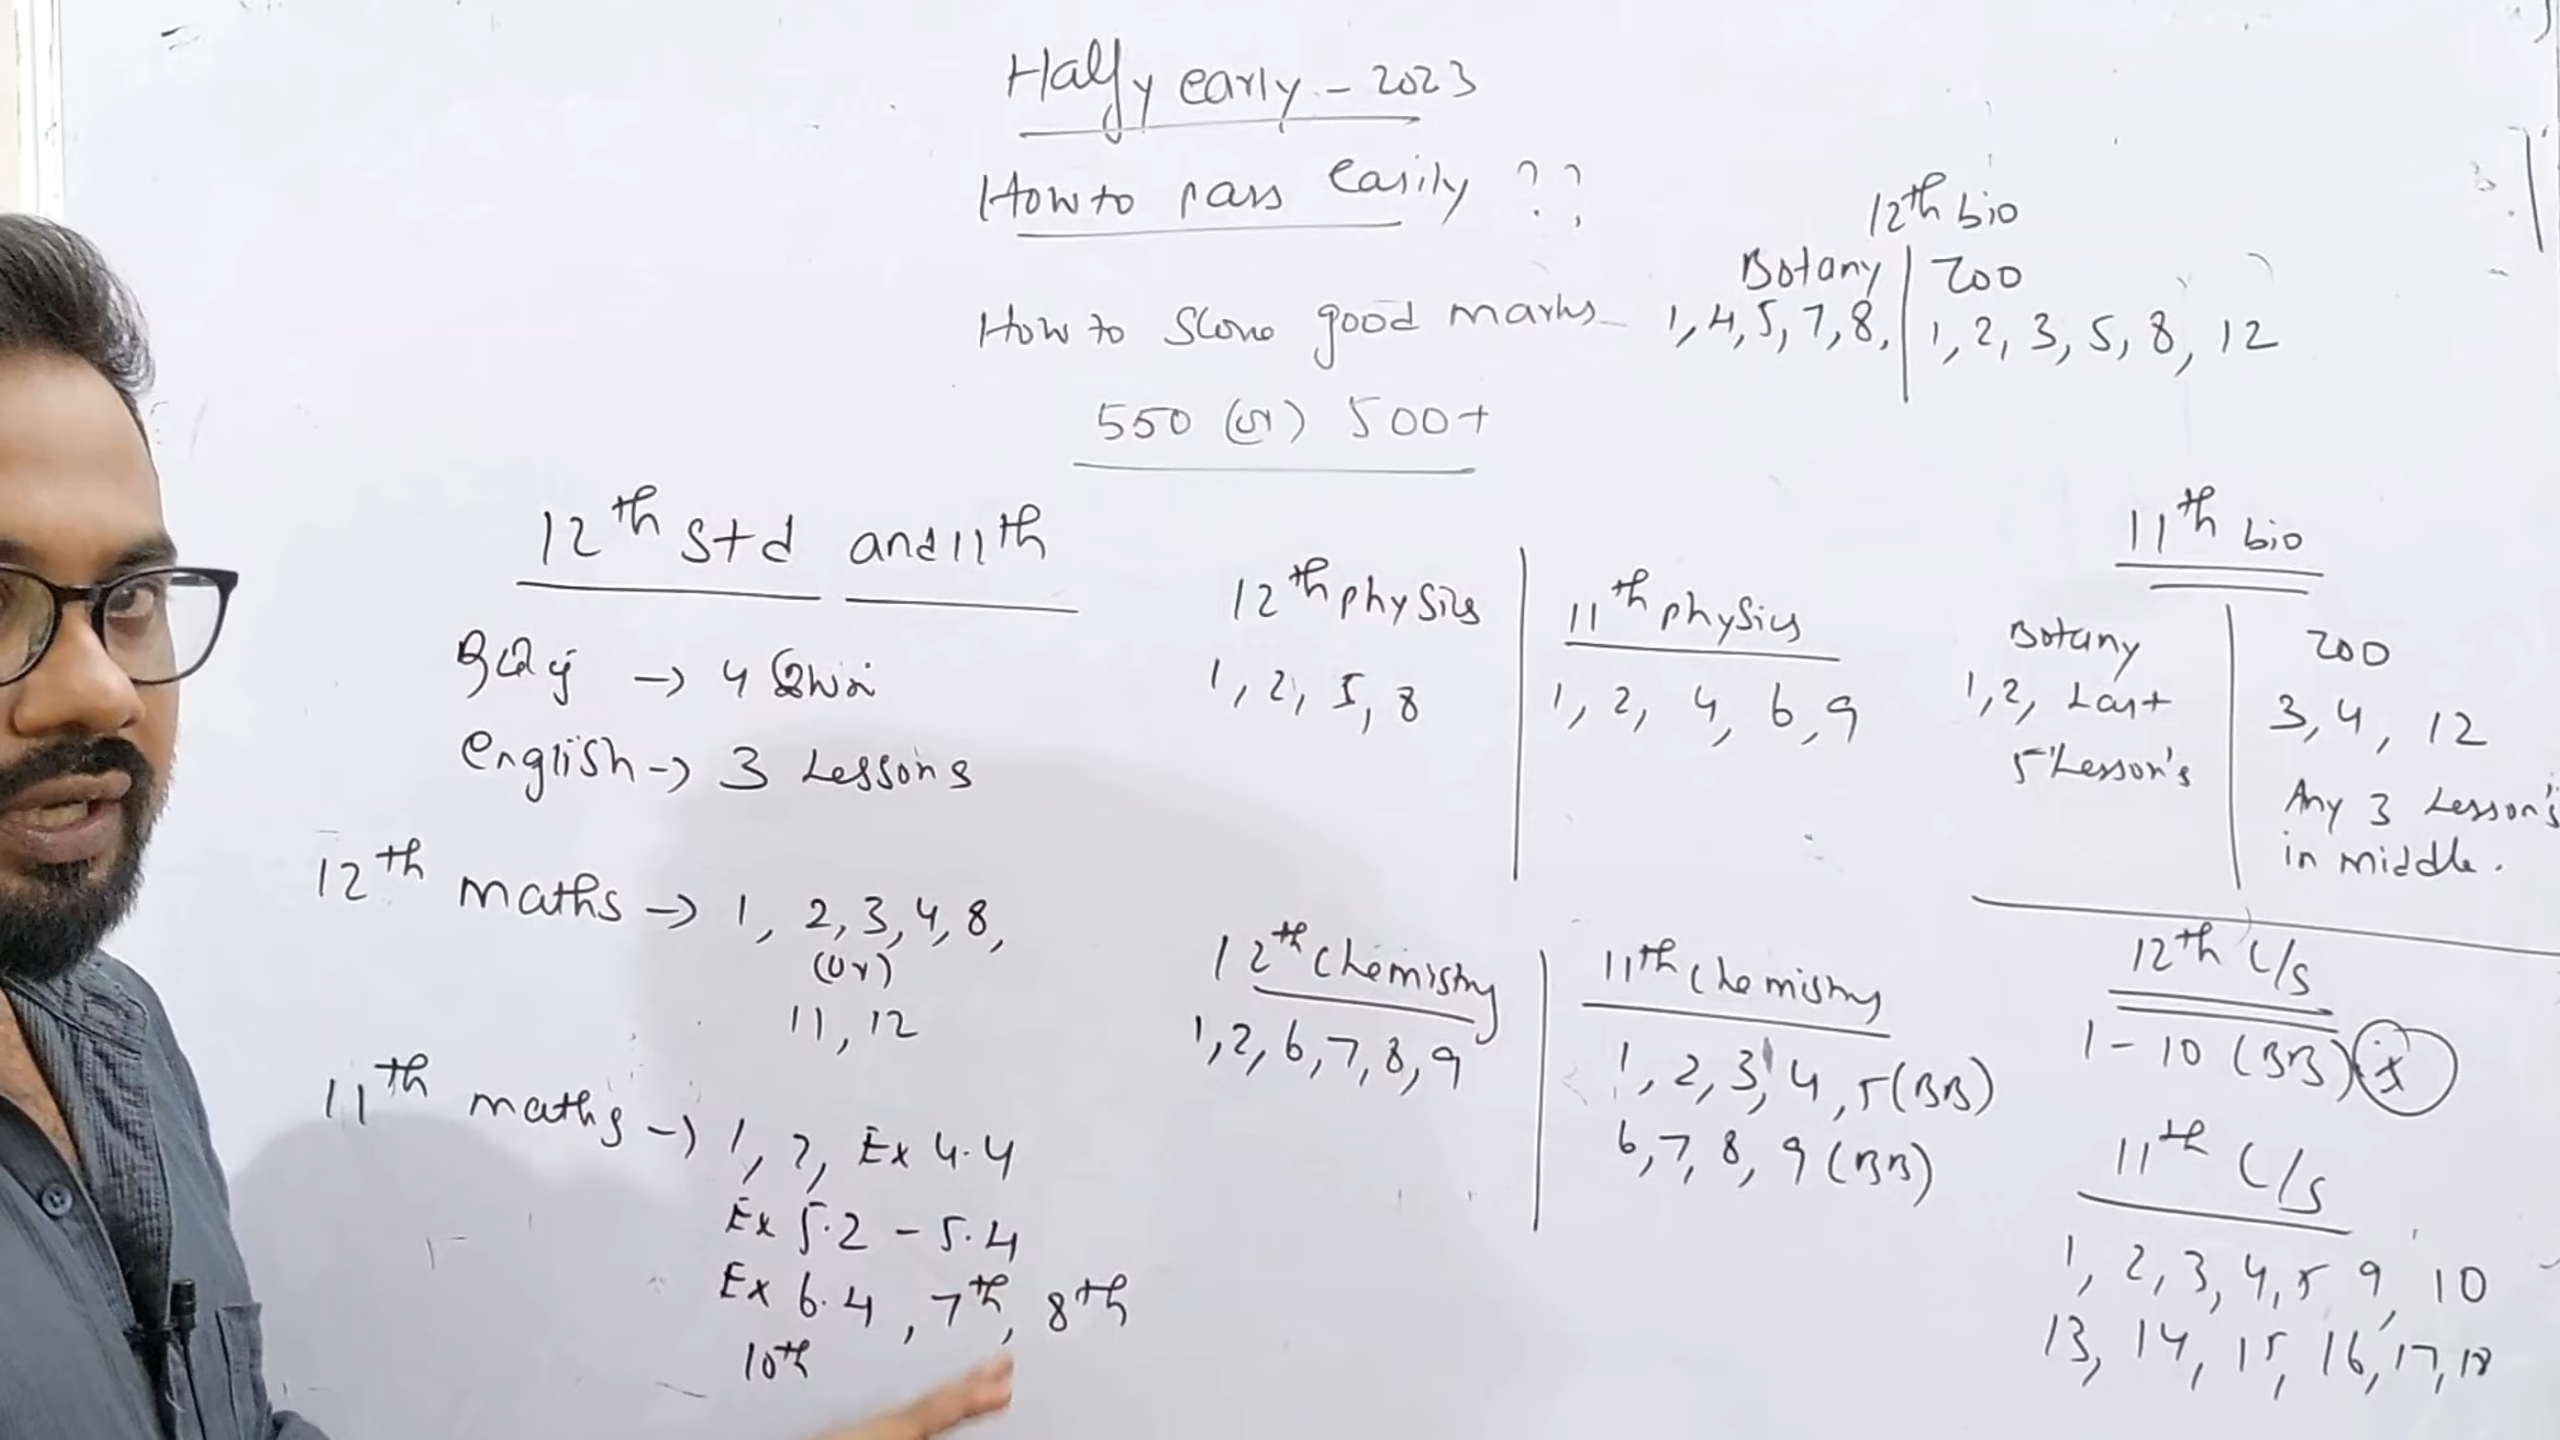 Half yearly - 2023
How to pass easily ??
How to Score good marks
550 (or) 500+
12th bio
Botany | zoo
1, 4, 5, 7, 8, | 1, 2, 3, 5, 8, 12
12th std and 11th
தமிழ் → 4 இயல்
English → 3 Lessons
12th maths → 1, 2, 3, 4, 8,
(or)
11, 12
11th maths → 1, 2, Ex 4.4
Ex 5.2 - 5.4
Ex 6.4, 7th, 8th
10th
12th physics
1, 2, 5, 8
11th physics
1, 2, 4, 6, 9
12th Chemistry
1, 2, 6, 7, 8, 9
11th Chemistry
1, 2, 3, 4, 5 (BB)
6, 7, 8, 9 (BB)
11th bio
Botany
1, 2, Last
5 Lesson's
zoo
3, 4, 12
Any 3 Lesson's
in middle.
12th C/S
1 - 10 (BB)
11th C/S
1, 2, 3, 4, 5 9, 10
13, 14, 15, 16, 17, 18